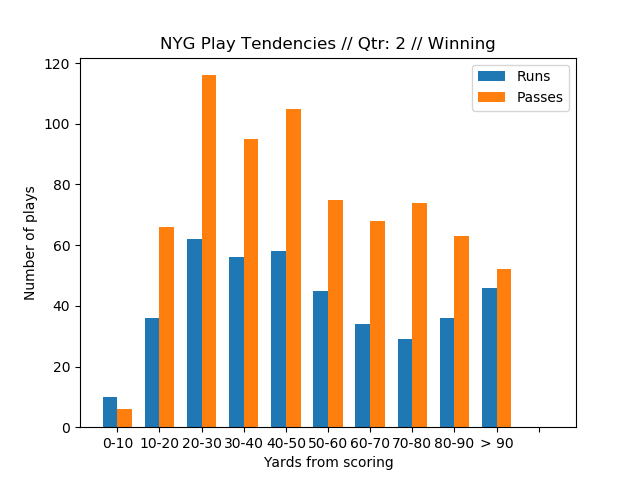 NYG Play Tendencies // Qtr: 2 // Winning
Runs
Passes
120
100
80
60
40
20
0
Number of plays
0-10 10-20 20-30 30-40 40-50 50-60 60-70 70-80 80-90 > 90
Yards from scoring